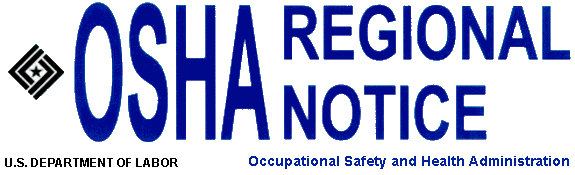 OSHA REGIONAL
NOTICE
U.S. DEPARTMENT OF LABOR
Occupational Safety and Health Administration